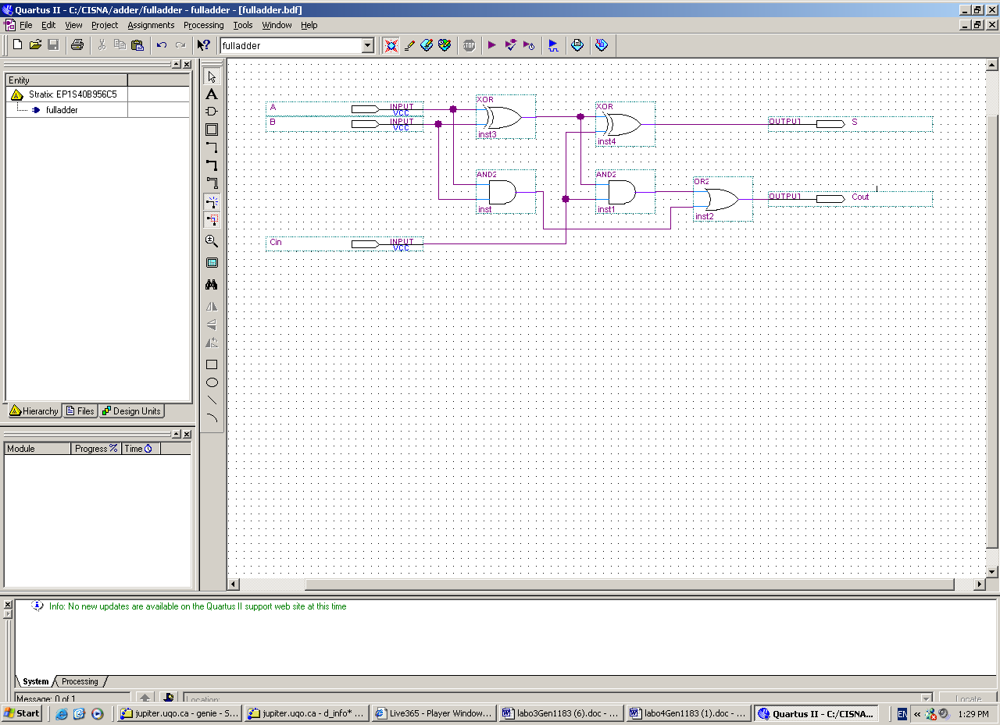 Quartus II - C:/CISNA/adder/fulladder - fulladder - [fulladder.bdf]
File Edit View Project Assignments Processing Tools Window Help
fulladder
STOP
Entity
Stratix: EP1S40B956C5
fulladder
Hierarchy Files Design Units
Module Progress % Time
A
A INPUT VCC
B INPUT VCC
XOR
inst3
XOR
inst4
OUTPUT S
AND2
inst
AND2
inst1
OR2
inst2
OUTPUT Cout
Cin INPUT VCC
Info: No new updates are available on the Quartus II support web site at this time
System Processing
Message: 0 of 1 Location: Locate
Start jupiter.uqo.ca - genie - S... jupiter.uqo.ca - d_info* ... Live365 - Player Window... labo3Gen1183 (6).doc - ... labo4Gen1183 (1).doc - ... Quartus II - C:/CISNA... EN « 1:29 PM